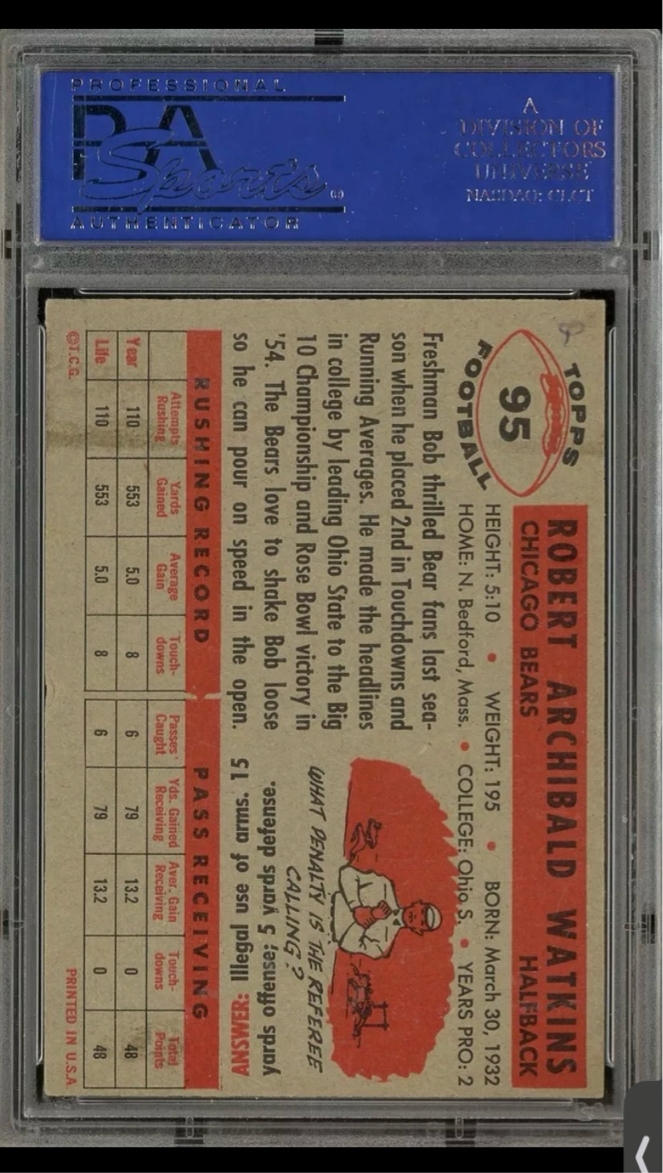 PROFESSIONAL
PSA
Sports
AUTHENTICATOR
A
DIVISION OF
COLLECTORS
UNIVERSE
NASDAQ: CLCT
TOPPS
95
FOOTBALL
ROBERT ARCHIBALD WATKINS
CHICAGO BEARS HALFBACK
HEIGHT: 5:10 • WEIGHT: 195 • BORN: March 30, 1932
HOME: N. Bedford, Mass. • COLLEGE: Ohio S. • YEARS PRO: 2
Freshman Bob thrilled Bear fans last sea-
son when he placed 2nd in Touchdowns and
Running Averages. He made the headlines
in college by leading Ohio State to the Big
10 Championship and Rose Bowl victory in
'54. The Bears love to shake Bob loose
so he can pour on speed in the open.
WHAT PENALTY IS THE REFEREE
CALLING?
ANSWER: Illegal use of arms. 15
yards offense; 5 yards defense.
RUSHING RECORD PASS RECEIVING
Attempts Rushing Yards Gained Average Gain Touch-downs Passes Caught Yds. Gained Receiving Aver. Gain Receiving Touch-downs Total Points
Year 110 553 5.0 8 6 79 13.2 0 48
Life 110 553 5.0 8 6 79 13.2 0 48
©T.C.G. PRINTED IN U.S.A